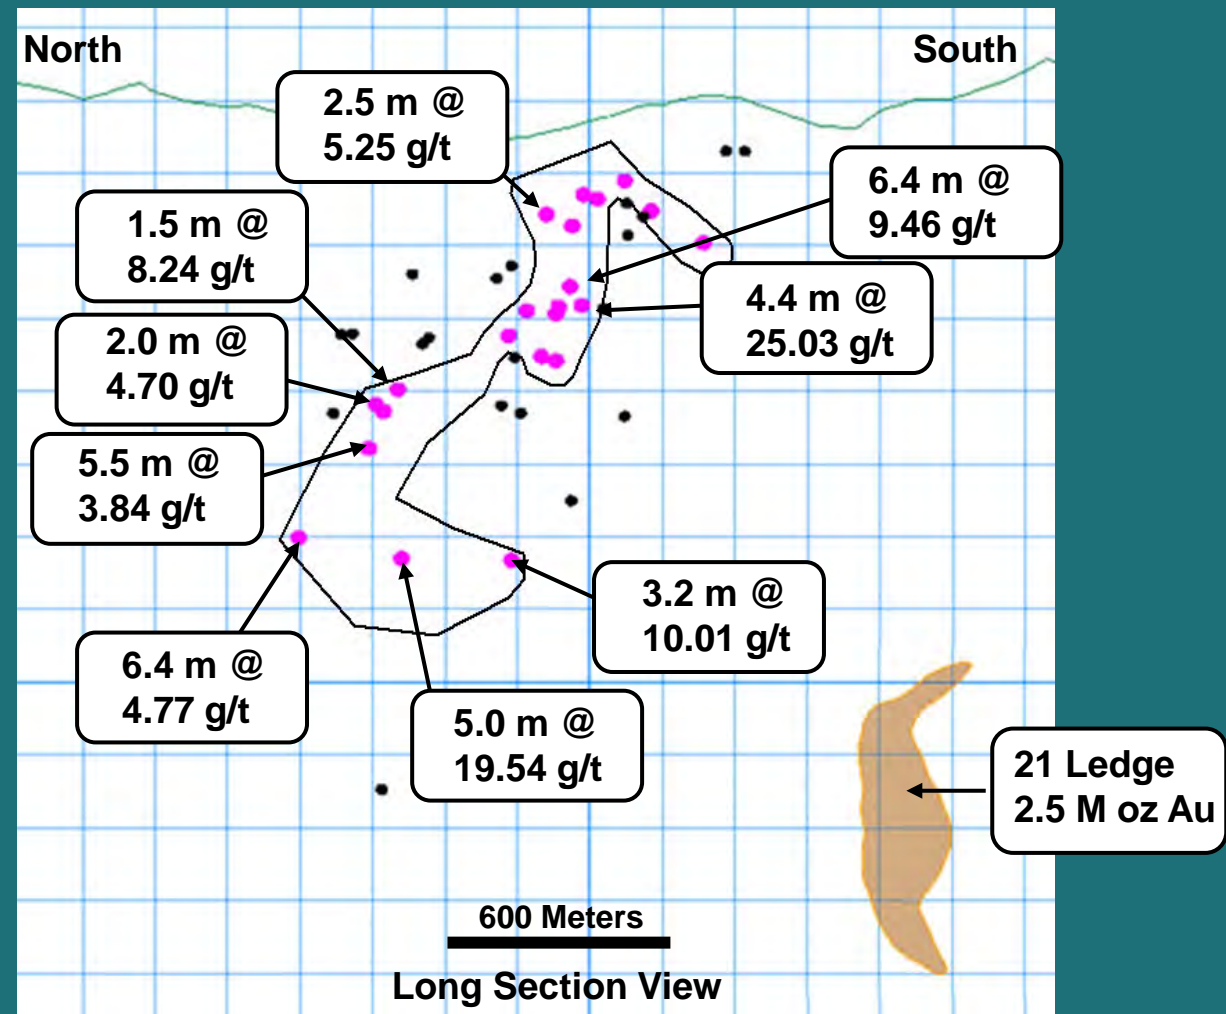 North
South
2.5 m @
5.25 g/t
6.4 m @
9.46 g/t
1.5 m @
8.24 g/t
4.4 m @
25.03 g/t
2.0 m @
4.70 g/t
5.5 m @
3.84 g/t
3.2 m @
10.01 g/t
6.4 m @
4.77 g/t
5.0 m @
19.54 g/t
21 Ledge
2.5 M oz Au
600 Meters
Long Section View